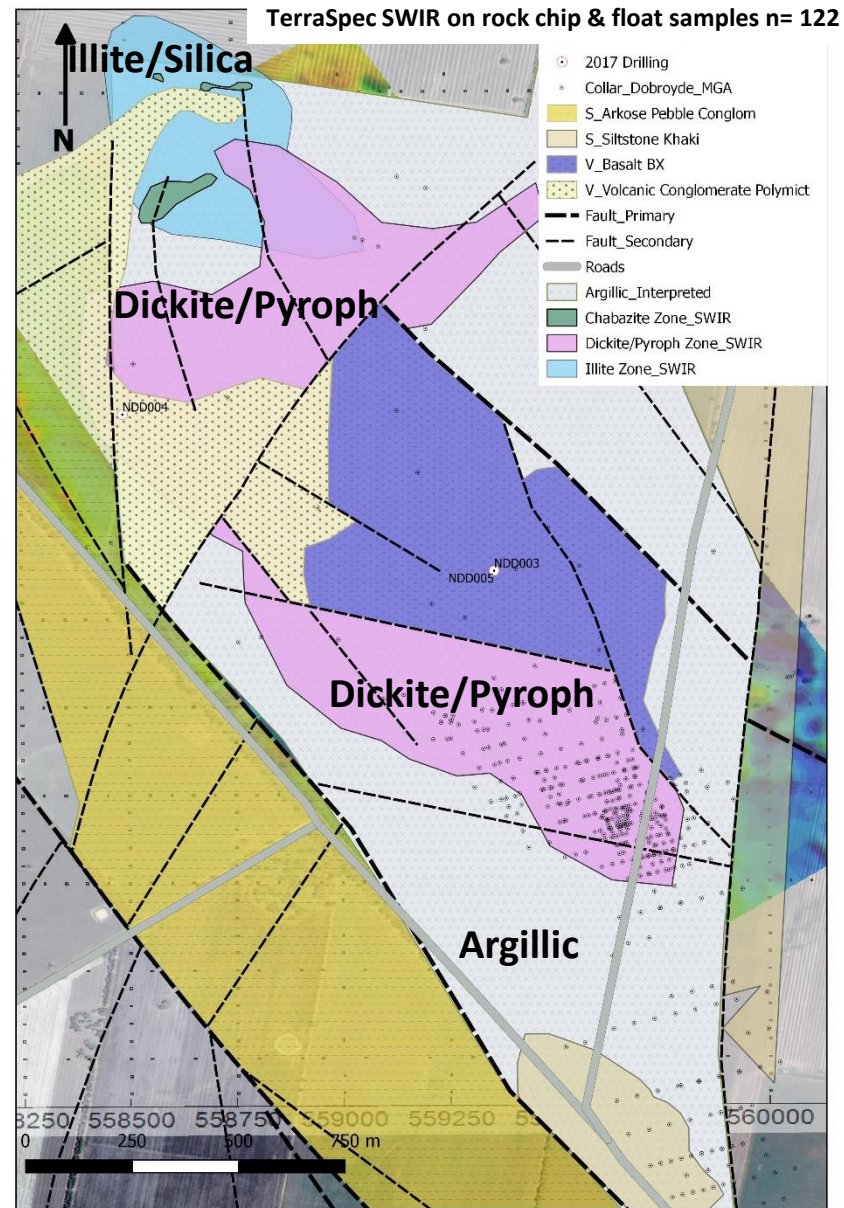 TerraSpec SWIR on rock chip & float samples n= 122
Illite/Silica
N
2017 Drilling
Collar_Dobroyde_MGA
S_Arkose Pebble Conglom
S_Siltstone Khaki
V_Basalt BX
V_Volcanic Conglomerate Polymict
Fault_Primary
Fault_Secondary
Roads
Argillic_Interpreted
Chabazite Zone_SWIR
Dickite/Pyroph Zone_SWIR
Illite Zone_SWIR
Dickite/Pyroph
NDD004
NDD003
NDD005
Dickite/Pyroph
Argillic
558500 558750 559000 559250 560000
0 250 500 750 m